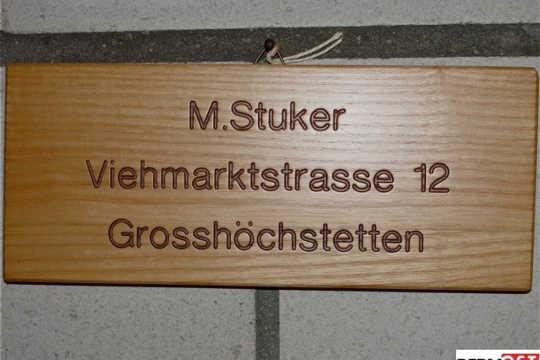 M.Stuker
Viehmarktstrasse 12
Grosshöchstetten